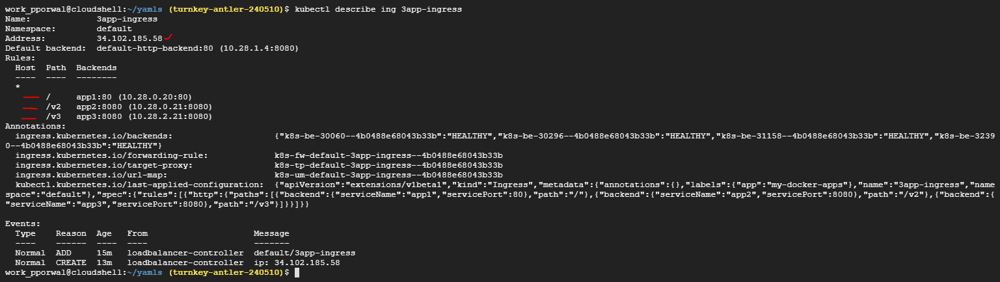 work_pporwal@cloudshell:~/yamls (turnkey-antler-240510)$ kubectl describe ing 3app-ingress
Name:             3app-ingress
Namespace:        default
Address:          34.102.185.58
Default backend:  default-http-backend:80 (10.28.1.4:8080)
Rules:
  Host  Path  Backends
  ----  ----  --------
  *
        /     app1:80 (10.28.0.20:80)
        /v2   app2:8080 (10.28.0.21:8080)
        /v3   app3:8080 (10.28.2.21:8080)
Annotations:
  ingress.kubernetes.io/backends:                    {"k8s-be-30060--4b0488e68043b33b":"HEALTHY","k8s-be-30296--4b0488e68043b33b":"HEALTHY","k8s-be-31158--4b0488e68043b33b":"HEALTHY","k8s-be-3239
0--4b0488e68043b33b":"HEALTHY"}
  ingress.kubernetes.io/forwarding-rule:             k8s-fw-default-3app-ingress--4b0488e68043b33b
  ingress.kubernetes.io/target-proxy:                k8s-tp-default-3app-ingress--4b0488e68043b33b
  ingress.kubernetes.io/url-map:                     k8s-um-default-3app-ingress--4b0488e68043b33b
  kubectl.kubernetes.io/last-applied-configuration:  {"apiVersion":"extensions/v1beta1","kind":"Ingress","metadata":{"annotations":{},"labels":{"app":"my-docker-apps"},"name":"3app-ingress","name
space":"default"},"spec":{"rules":[{"http":{"paths":[{"backend":{"serviceName":"app1","servicePort":80},"path":"/"},{"backend":{"serviceName":"app2","servicePort":8080},"path":"/v2"},{"backend":{
"serviceName":"app3","servicePort":8080},"path":"/v3"}]}}]}}
Events:
  Type    Reason  Age   From                     Message
  ----    ------  ----  ----                     -------
  Normal  ADD     15m   loadbalancer-controller  default/3app-ingress
  Normal  CREATE  13m   loadbalancer-controller  ip: 34.102.185.58
work_pporwal@cloudshell:~/yamls (turnkey-antler-240510)$